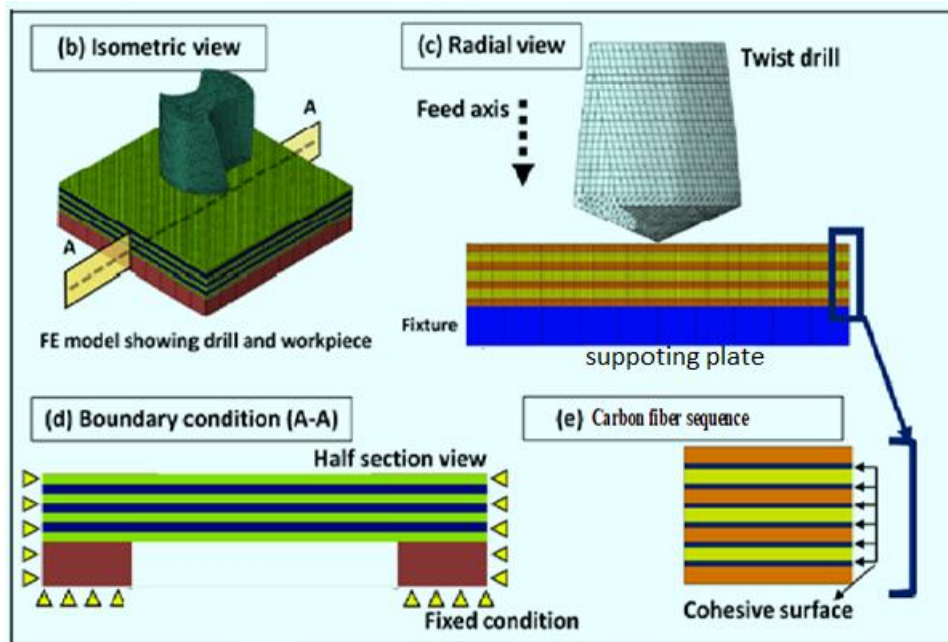 (b) Isometric view
A
A
FE model showing drill and workpiece
(c) Radial view
Twist drill
Feed axis
Fixture
suppoting plate
(d) Boundary condition (A-A)
Half section view
Fixed condition
(e) Carbon fiber sequence
Cohesive surface